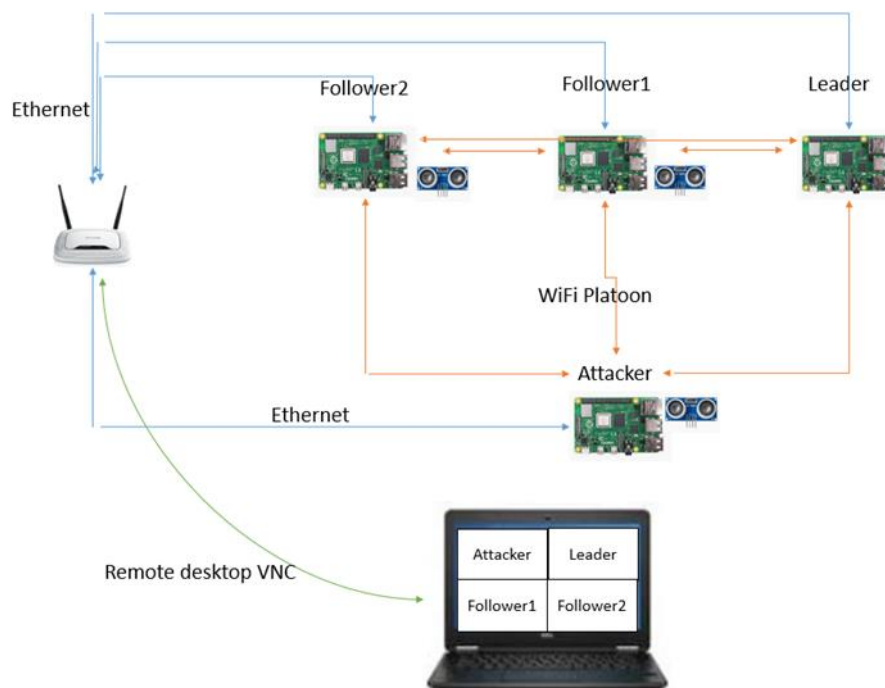 Ethernet
Follower2
Follower1
Leader
WiFi Platoon
Attacker
Ethernet
Remote desktop VNC
Attacker
Leader
Follower1
Follower2